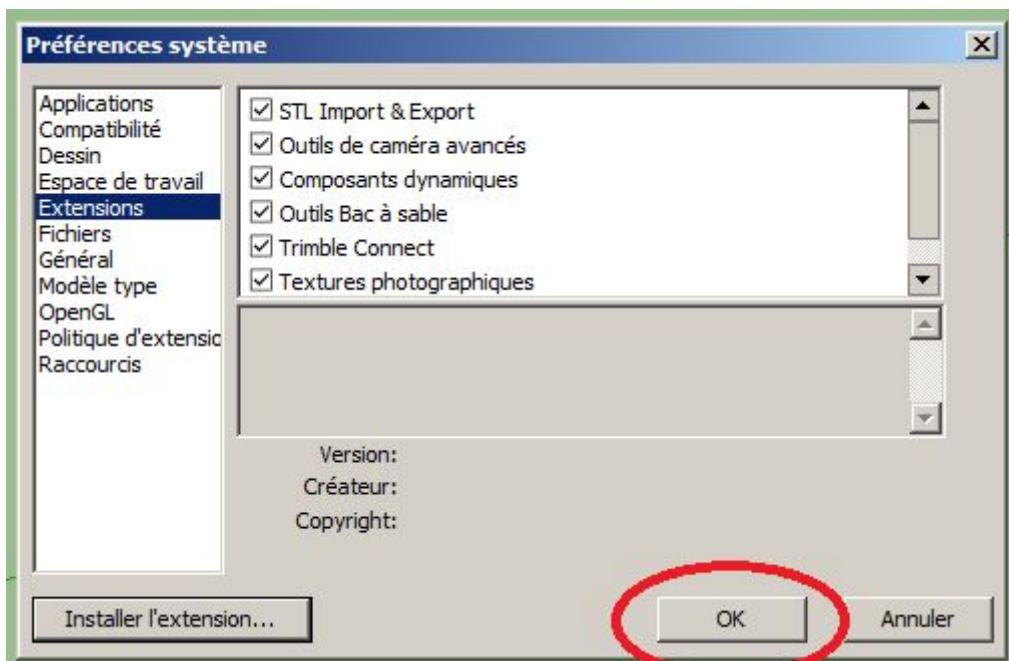 Préférences système
Applications
Compatibilité
Dessin
Espace de travail
Extensions
Fichiers
Général
Modèle type
OpenGL
Politique d'extensio
Raccourcis
STL Import & Export
Outils de caméra avancés
Composants dynamiques
Outils Bac à sable
Trimble Connect
Textures photographiques
Version:
Créateur:
Copyright:
Installer l'extension...
OK
Annuler